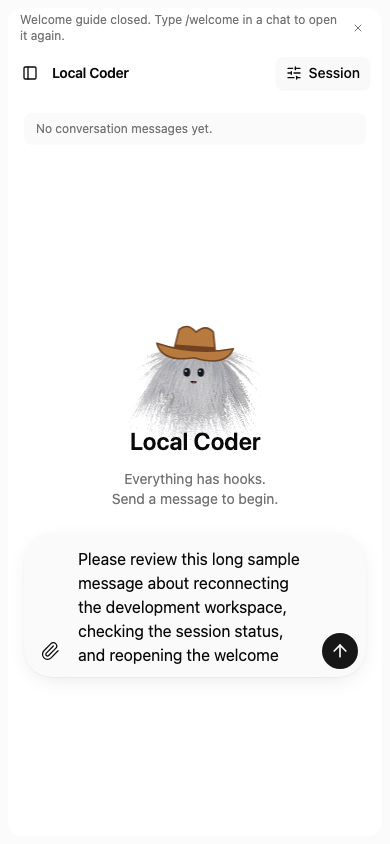 Welcome guide closed. Type /welcome in a chat to open
it again.
Local Coder
Session
No conversation messages yet.
Local Coder
Everything has hooks.
Send a message to begin.
Please review this long sample
message about reconnecting
the development workspace,
checking the session status,
and reopening the welcome